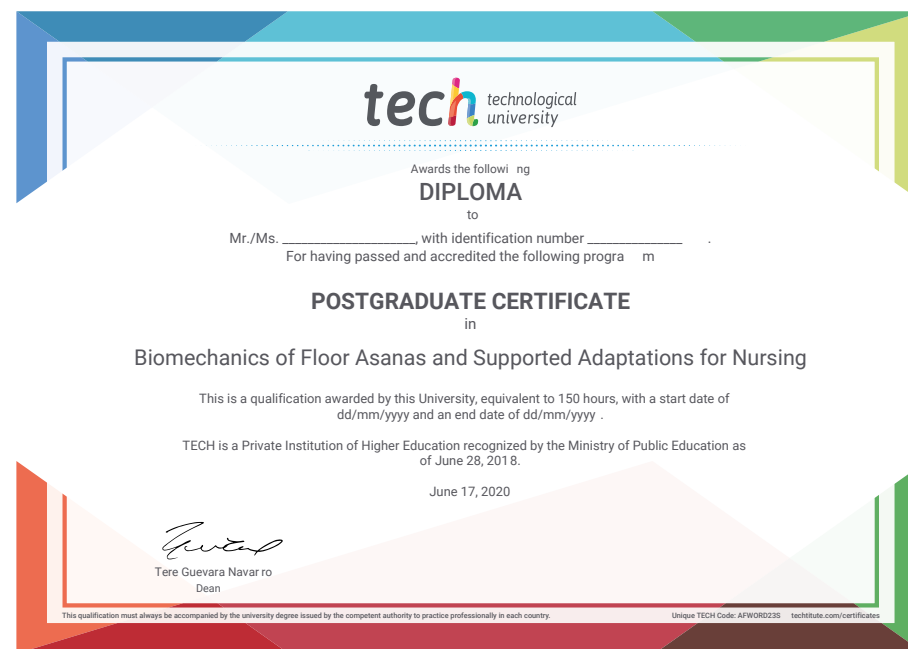 tech technological
university
Awards the followi ng
DIPLOMA
to
Mr./Ms. ____________________, with identification number ______________ .
For having passed and accredited the following progra m
POSTGRADUATE CERTIFICATE
in
Biomechanics of Floor Asanas and Supported Adaptations for Nursing
This is a qualification awarded by this University, equivalent to 150 hours, with a start date of
dd/mm/yyyy and an end date of dd/mm/yyyy .
TECH is a Private Institution of Higher Education recognized by the Ministry of Public Education as
of June 28, 2018.
June 17, 2020
Tere Guevara Navar ro
Dean
This qualification must always be accompanied by the university degree issued by the competent authority to practice professionally in each country. Unique TECH Code: AFWORD23S techtitute.com/certificates